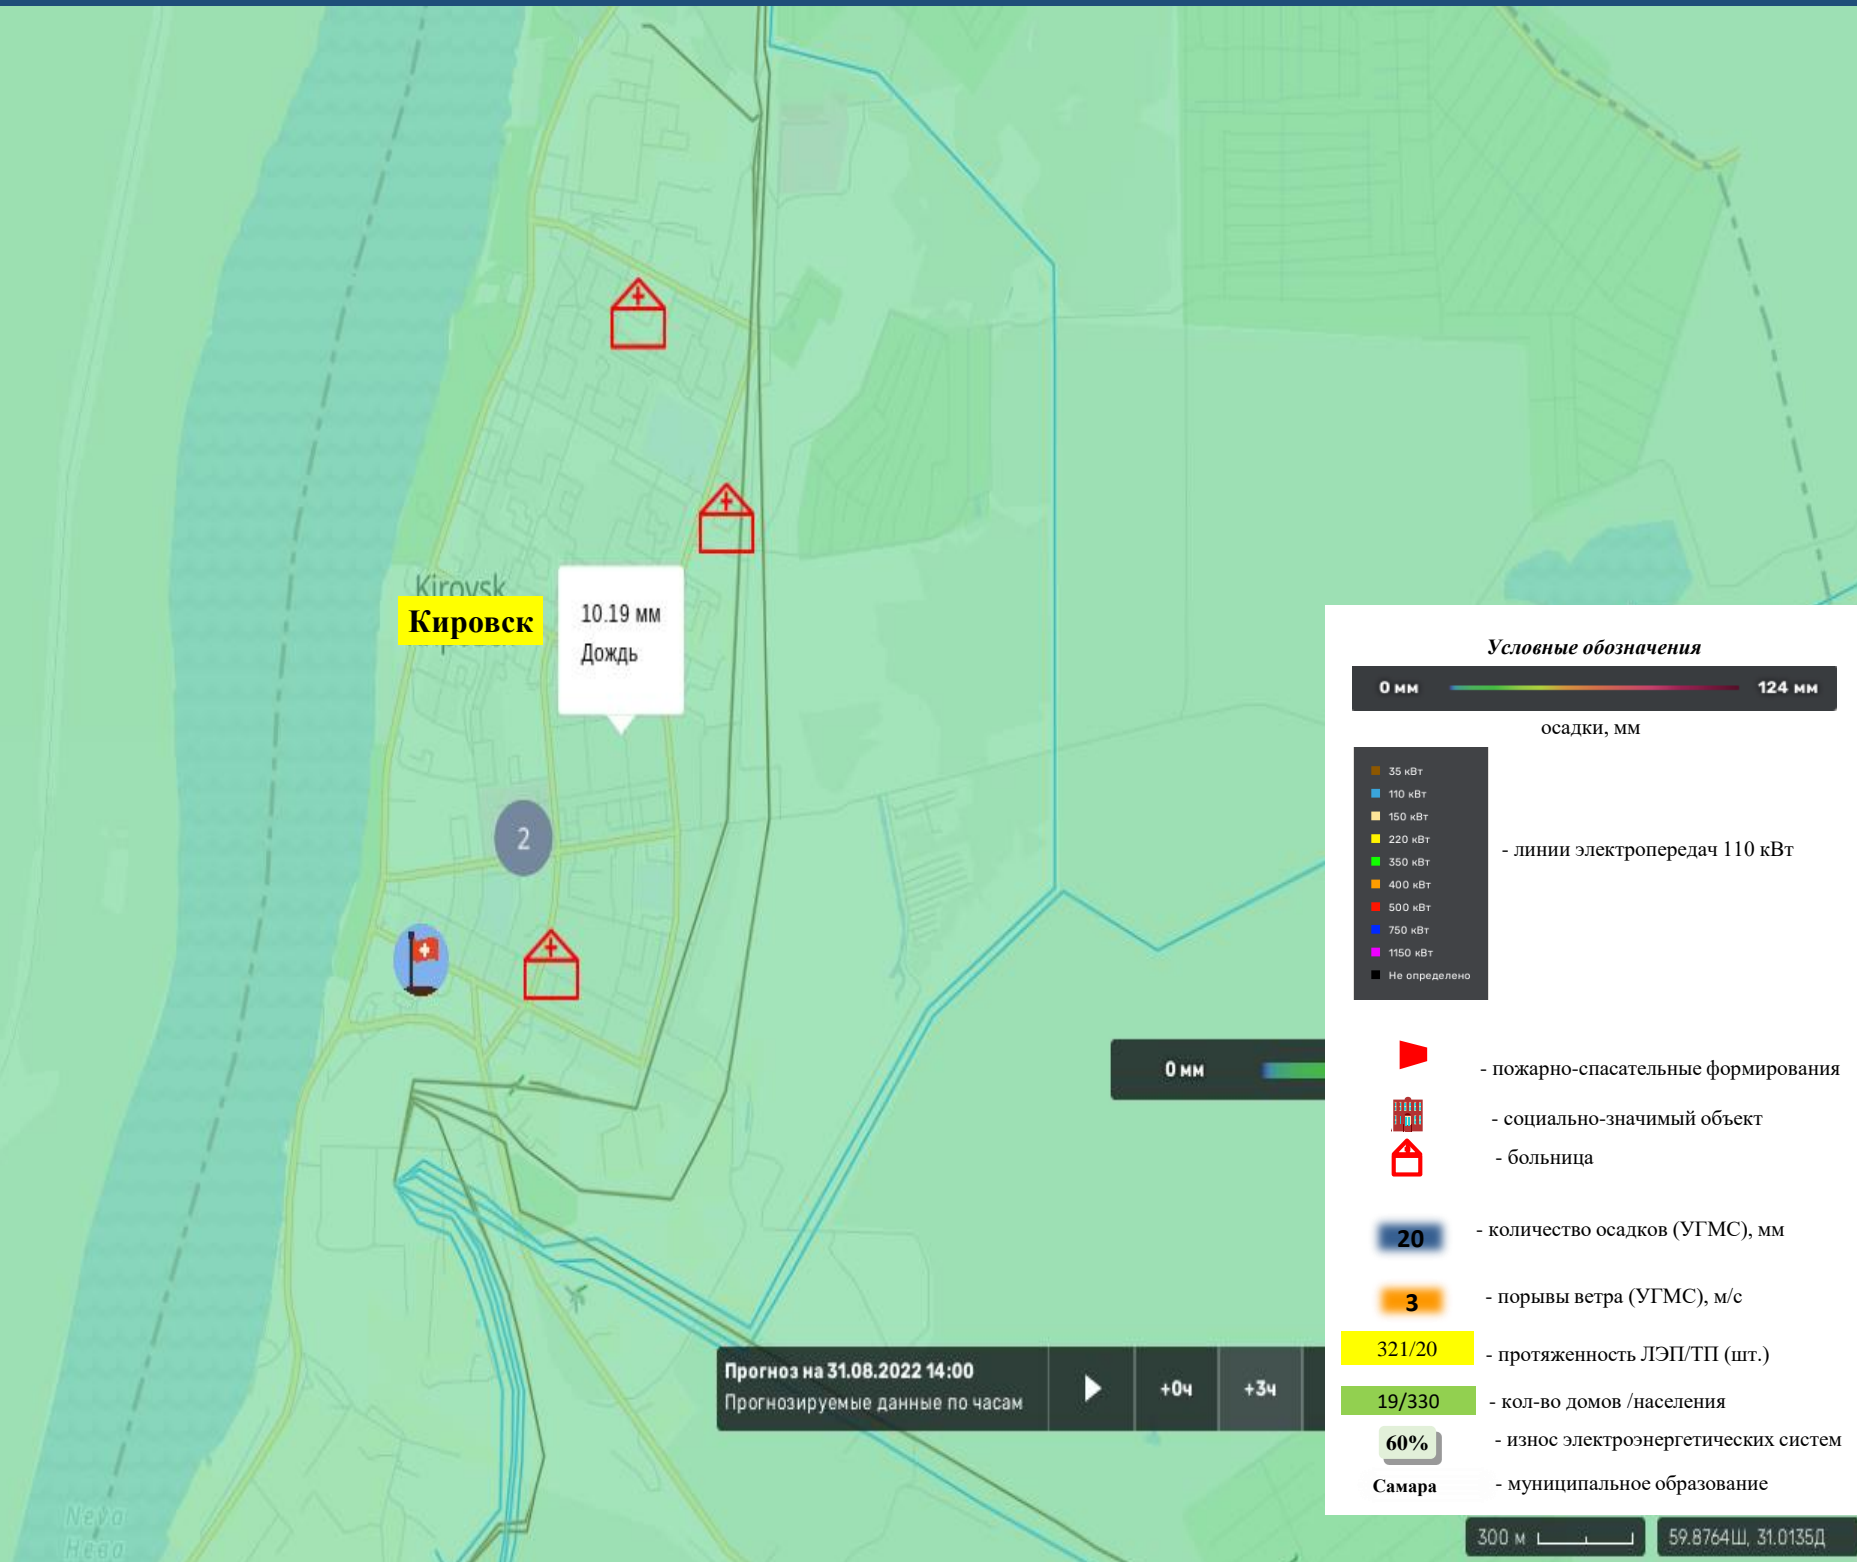 Kirovsk
Кировск
10.19 мм
Дождь
2
Условные обозначения
0 мм 124 мм
осадки, мм
35 кВт
110 кВт
150 кВт
220 кВт
350 кВт
400 кВт
500 кВт
750 кВт
1150 кВт
Не определено
- линии электропередач 110 кВт
0 мм
- пожарно-спасательные формирования
- социально-значимый объект
- больница
20 - количество осадков (УГМС), мм
3 - порывы ветра (УГМС), м/с
321/20 - протяженность ЛЭП/ТП (шт.)
19/330 - кол-во домов /населения
60% - износ электроэнергетических систем
Самара - муниципальное образование
Прогноз на 31.08.2022 14:00
Прогнозируемые данные по часам
+0ч +3ч
Neva
Нева
300 м
59.8764Ш, 31.0135Д